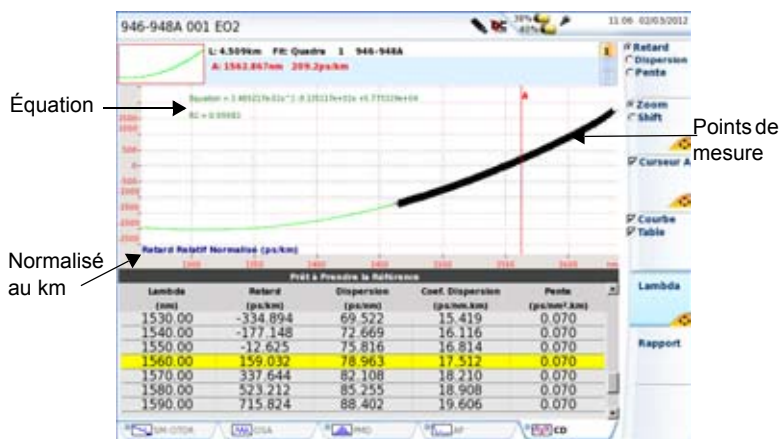 946-948A 001 EO2
11 06 02/03/2012
L: 4.509km Fit: Quadra 1 946-948A
A: 1562.867nm 209.2ps/km
1
Retard
Dispersion
Pente
Équation
A
Zoom
Shift
Points de mesure
Curseur A
Courbe
Table
Normalisé au km
Retard Relatif Normalisé (ps/km)
Prêt à Prendre la Référence
Lambda
Lambda Retard Dispersion Coef. Dispersion Pente
(nm) (ps/km) (ps/nm) (ps/nm.km) (ps/nm².km)
1530.00 -334.894 69.522 15.419 0.070
1540.00 -177.148 72.669 16.116 0.070
1550.00 -12.625 75.816 16.814 0.070
Rapport
1560.00 159.032 78.963 17.512 0.070
1570.00 337.644 82.108 18.210 0.070
1580.00 523.212 85.255 18.908 0.070
1590.00 715.824 88.402 19.606 0.070
SM OTDR OSA PMD AP CD